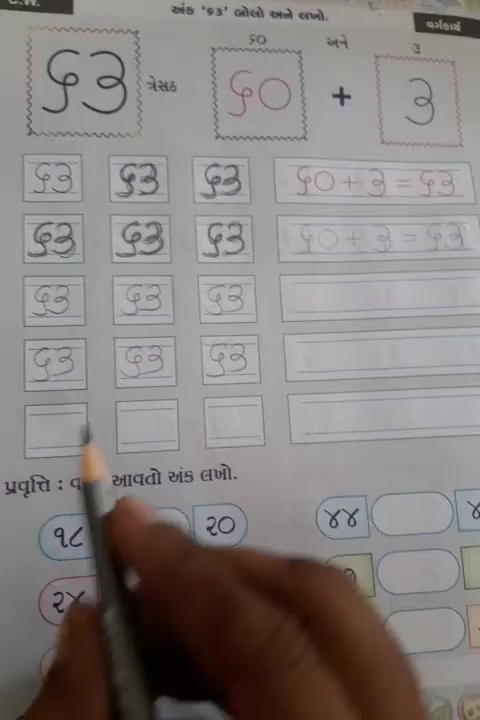 અંક ‘૬૩’ બોલો અને લખો.
વર્ગકાર્ય
૬૦ અને ૩
૬૩ ત્રેસઠ ૬૦ + ૩
૬૩ ૬૩ ૬૩ ૬૦ + ૩ = ૬૩
૬૩ ૬૩ ૬૩ ૬૦ + ૩ = ૬૩
૬૩ ૬૩ ૬૩
૬૩ ૬૩ ૬૩
પ્રવૃત્તિ : આવતો અંક લખો.
૧૮ ૨૦ ૪૪
૨૪